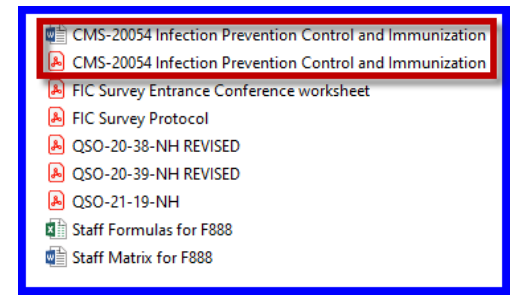 CMS-20054 Infection Prevention Control and Immunization
CMS-20054 Infection Prevention Control and Immunization
FIC Survey Entrance Conference worksheet
FIC Survey Protocol
QSO-20-38-NH REVISED
QSO-20-39-NH REVISED
QSO-21-19-NH
Staff Formulas for F888
Staff Matrix for F888